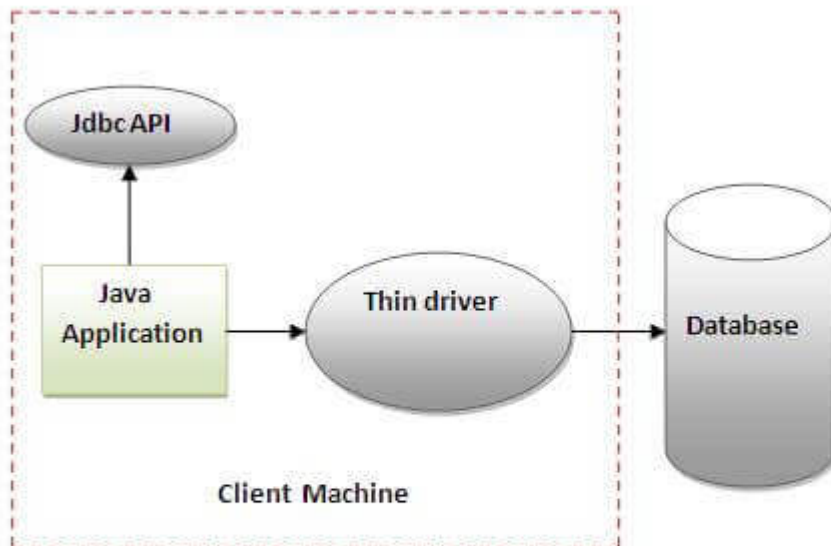 Jdbc API
Java
Application
Thin driver
Database
Client Machine